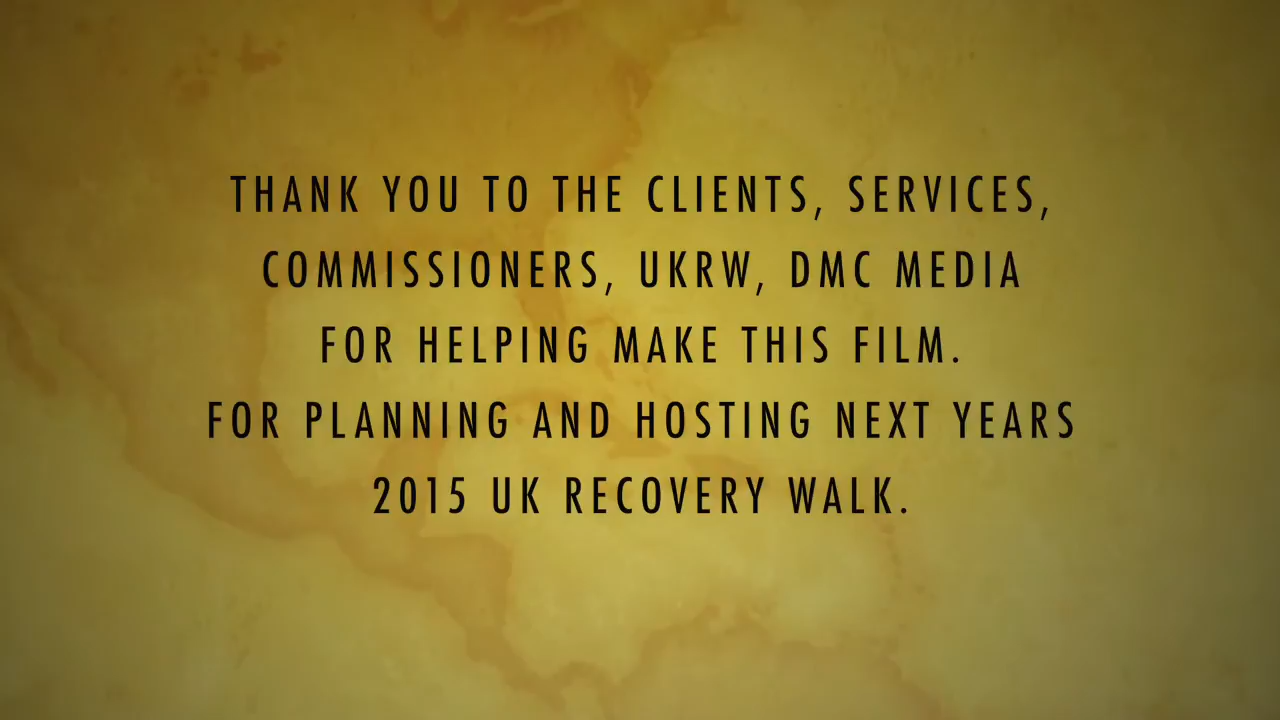 THANK YOU TO THE CLIENTS, SERVICES,
COMMISSIONERS, UKRW, DMC MEDIA
FOR HELPING MAKE THIS FILM.
FOR PLANNING AND HOSTING NEXT YEARS
2015 UK RECOVERY WALK.